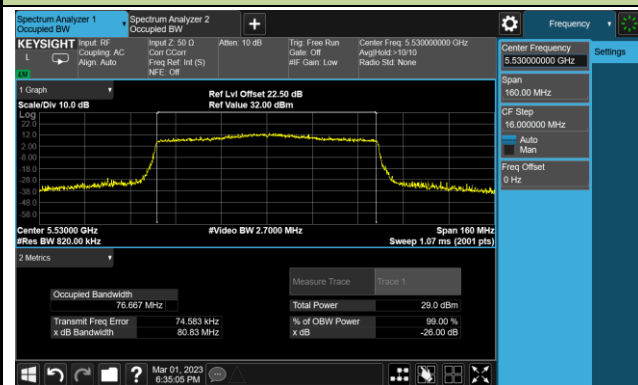 Spectrum Analyzer 1
Occupied BW
Spectrum Analyzer 2
Occupied BW
+
Frequency
KEYSIGHT
L
Input: RF
Coupling: AC
Align: Auto
Input Z: 50 Ω
Corr CCorr
Freq Ref: Int (S)
NFE: Off
Atten: 10 dB
Trig: Free Run
Gate: Off
#IF Gain: Low
Center Freq: 5.530000000 GHz
Avg|Hold:>10/10
Radio Std: None
Center Frequency
5.530000000 GHz
Settings
Span
160.00 MHz
CF Step
16.000000 MHz
Auto
Man
Freq Offset
0 Hz
1 Graph
Scale/Div 10.0 dB
Ref Lvl Offset 22.50 dB
Ref Value 32.00 dBm
Log
22.0
12.0
2.00
-8.00
-18.0
-28.0
-38.0
-48.0
-58.0
Center 5.53000 GHz
#Res BW 820.00 kHz
#Video BW 2.7000 MHz
Span 160 MHz
Sweep 1.07 ms (2001 pts)
2 Metrics
Measure Trace
Trace 1
Occupied Bandwidth
76.667 MHz
Total Power
29.0 dBm
Transmit Freq Error
74.583 kHz
% of OBW Power
99.00 %
x dB Bandwidth
80.83 MHz
x dB
-26.00 dB
?
Mar 01, 2023
6:35:05 PM